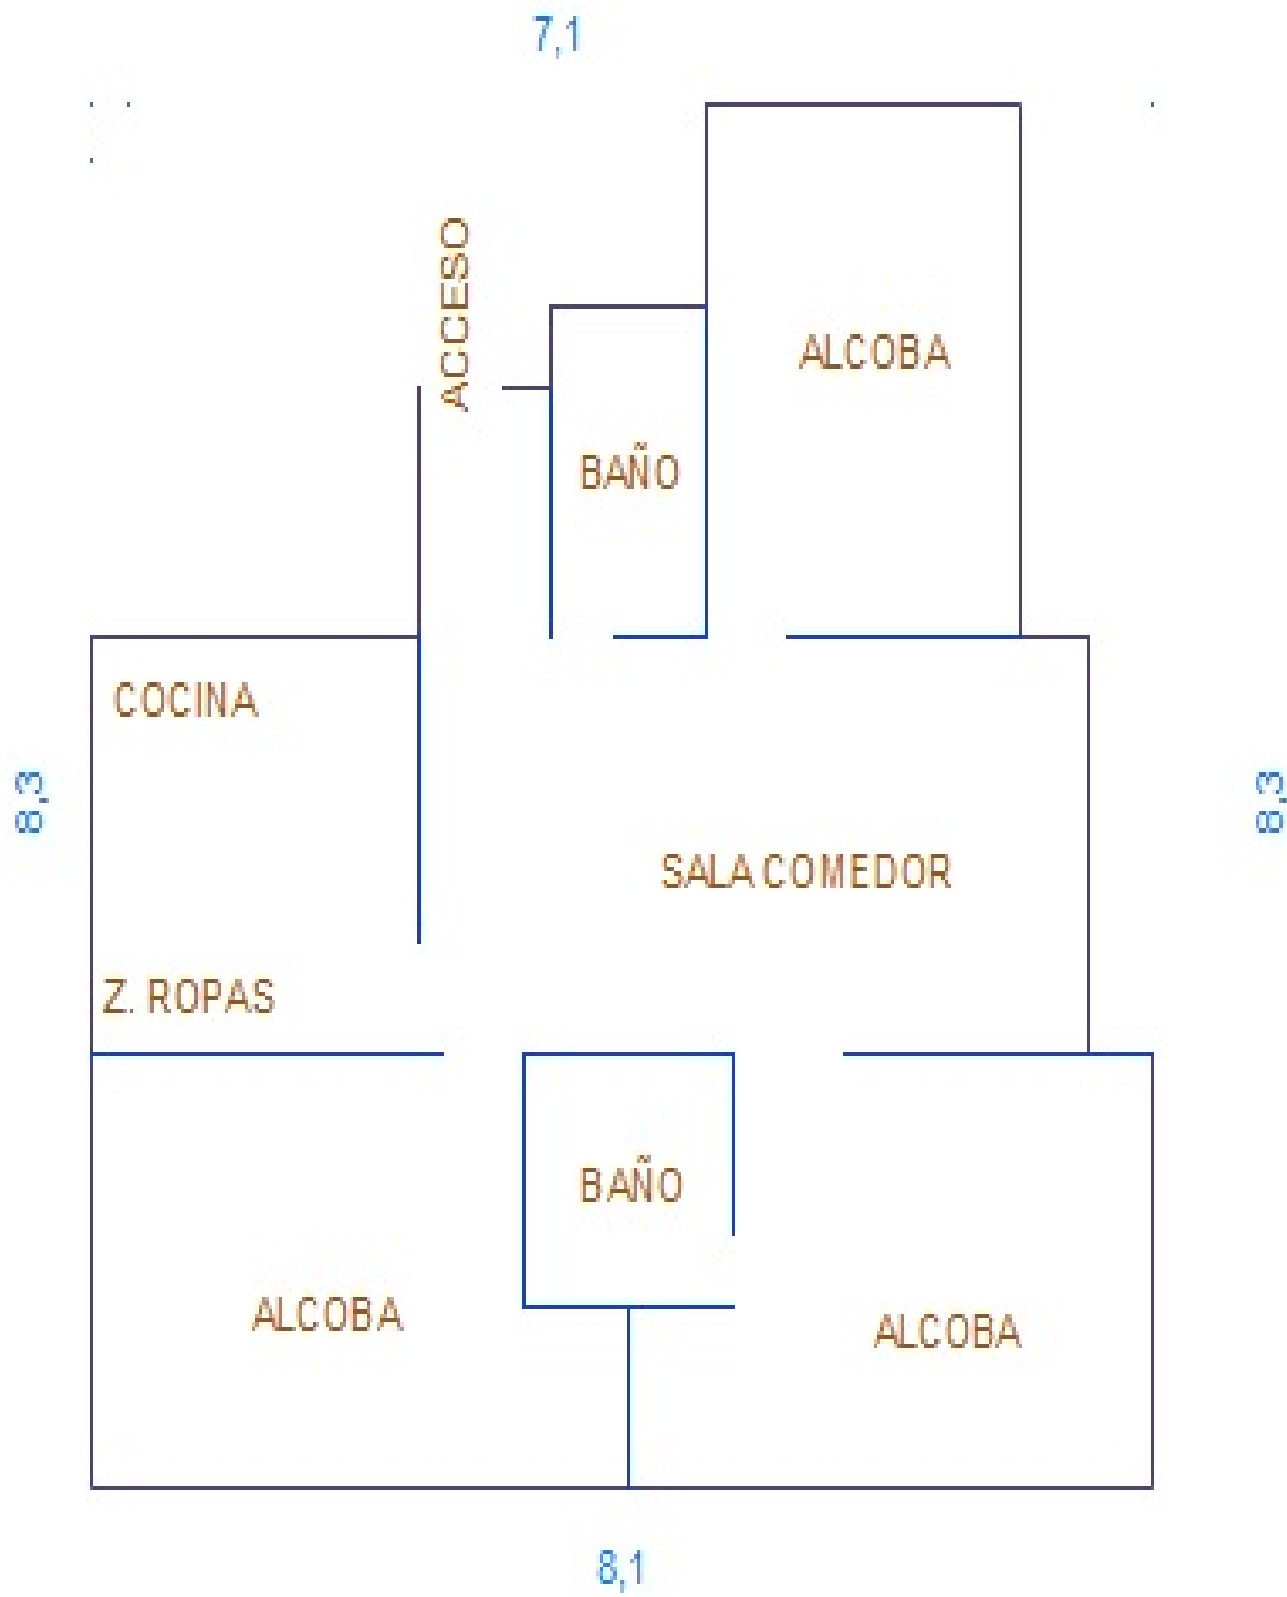 7,1
ACCESO
ALCOBA
BAÑO
COCINA
8,3
8,3
SALA COMEDOR
Z. ROPAS
BAÑO
ALCOBA
ALCOBA
8,1